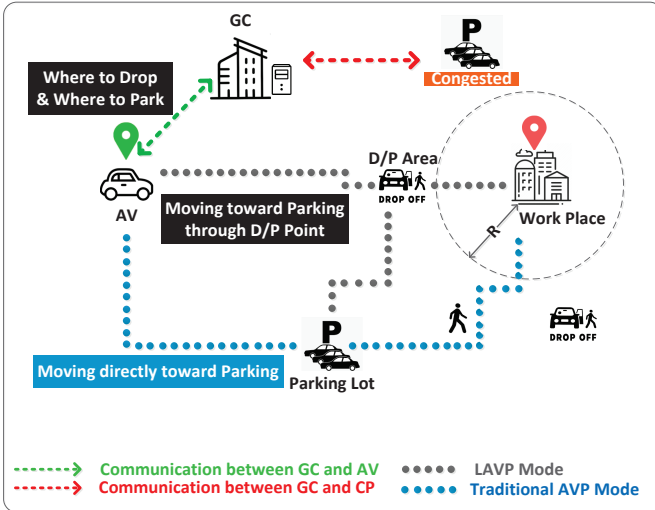 GC
P
Congested
Where to Drop
& Where to Park
D/P Area
DROP OFF
AV
Moving toward Parking
through D/P Point
Work Place
R
P
DROP OFF
Moving directly toward Parking
Parking Lot
Communication between GC and AV
LAVP Mode
Communication between GC and CP
Traditional AVP Mode